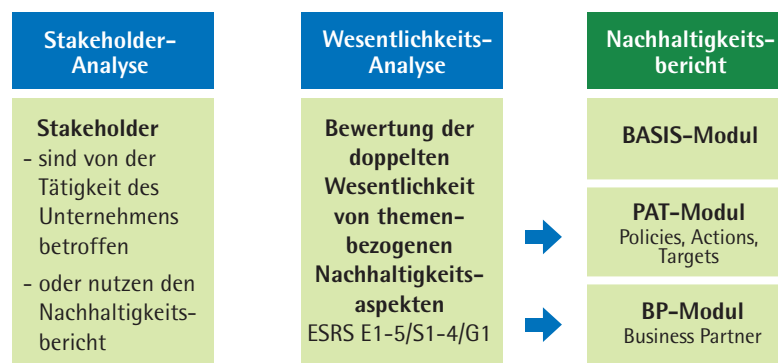 Stakeholder-
Analyse
Stakeholder
- sind von der
Tätigkeit des
Unternehmens
betroffen
- oder nutzen den
Nachhaltigkeits-
bericht
Wesentlichkeits-
Analyse
Bewertung der
doppelten
Wesentlichkeit
von themen-
bezogenen
Nachhaltigkeits-
aspekten
ESRS E1-5/S1-4/G1
Nachhaltigkeits-
bericht
BASIS-Modul
PAT-Modul
Policies, Actions,
Targets
BP-Modul
Business Partner